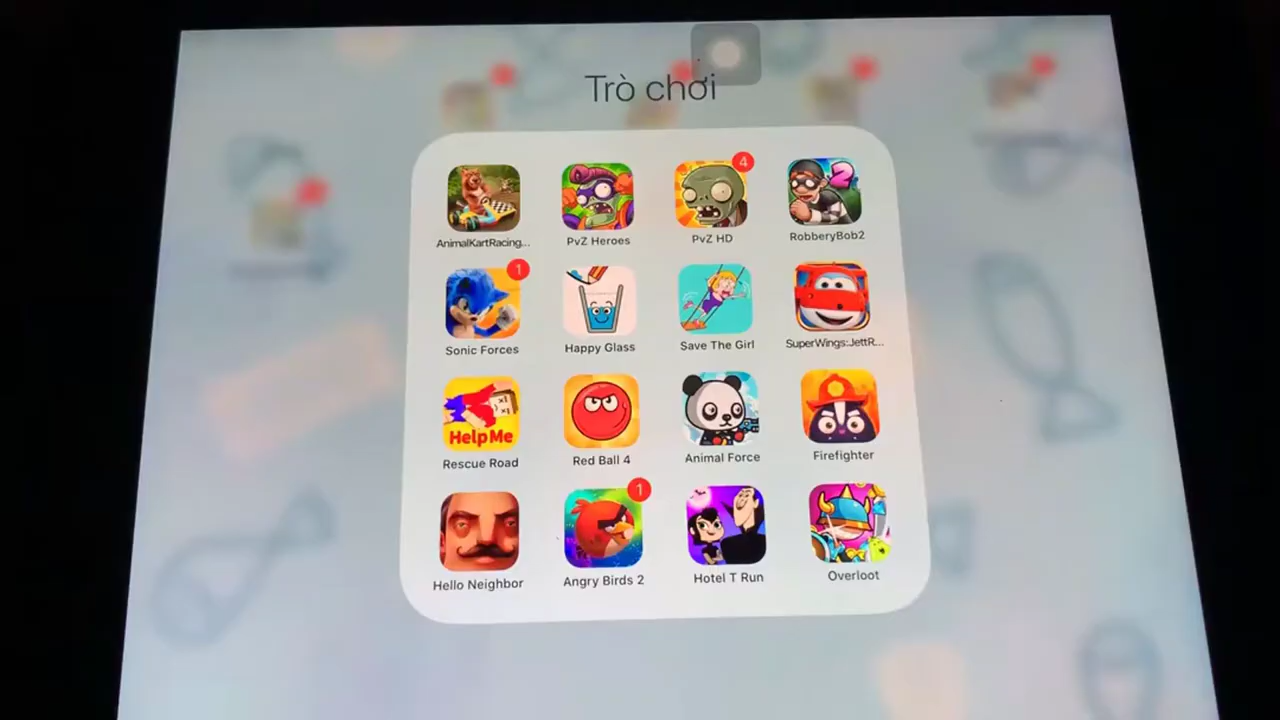 Trò chơi
4
AnimalKartRacing... PvZ Heroes PvZ HD RobberyBob2
2
1
Sonic Forces Happy Glass Save The Girl SuperWings:JettR...
Help Me
Rescue Road Red Ball 4 Animal Force Firefighter
1
Hello Neighbor Angry Birds 2 Hotel T Run Overloot